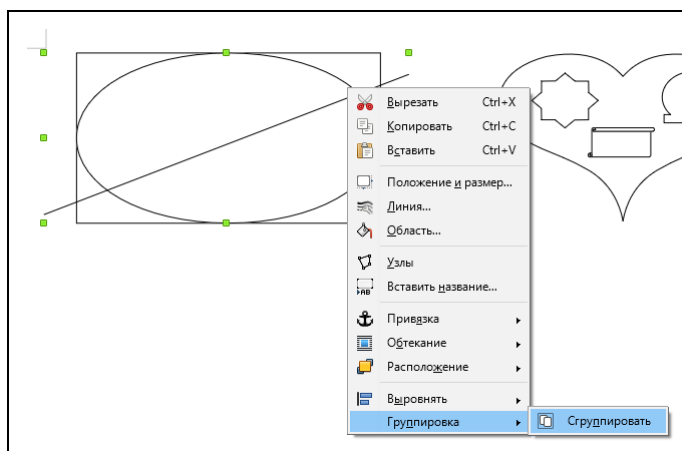 Вырезать Ctrl+X
Копировать Ctrl+C
Вставить Ctrl+V
Положение и размер...
Линия...
Область...
Узлы
Вставить название...
Привязка
Обтекание
Расположение
Выровнять
Группировка
Сгруппировать